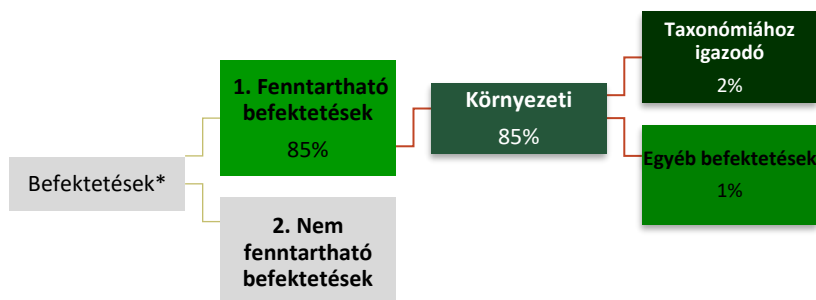 Befektetések*
1. Fenntartható
befektetések
85%
2. Nem
fenntartható
befektetések
Környezeti
85%
Taxonómiához
igazodó
2%
Egyéb befektetések
1%